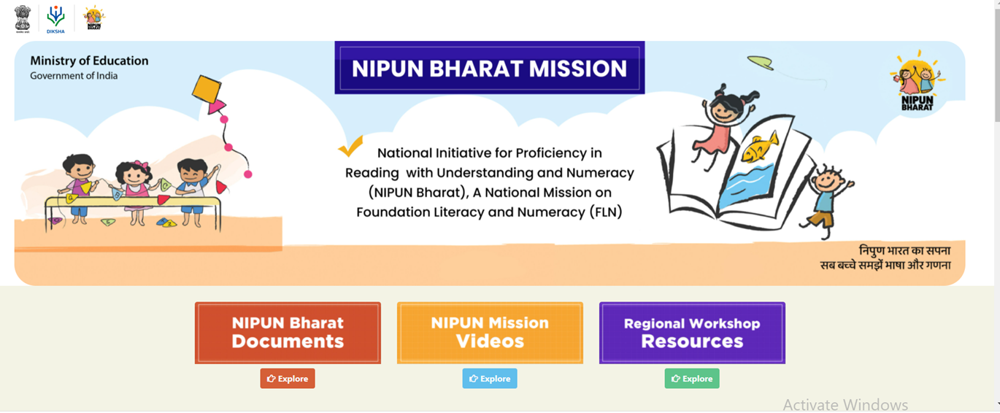 DIKSHA
NIPUN
BHARAT
Ministry of Education
Government of India
NIPUN BHARAT MISSION
NIPUN
BHARAT
National Initiative for Proficiency in
Reading with Understanding and Numeracy
(NIPUN Bharat), A National Mission on
Foundation Literacy and Numeracy (FLN)
निपुण भारत का सपना
सब बच्चे समझें भाषा और गणना
NIPUN Bharat
Documents
NIPUN Mission
Videos
Regional Workshop
Resources
Explore
Explore
Explore
Activate Windows